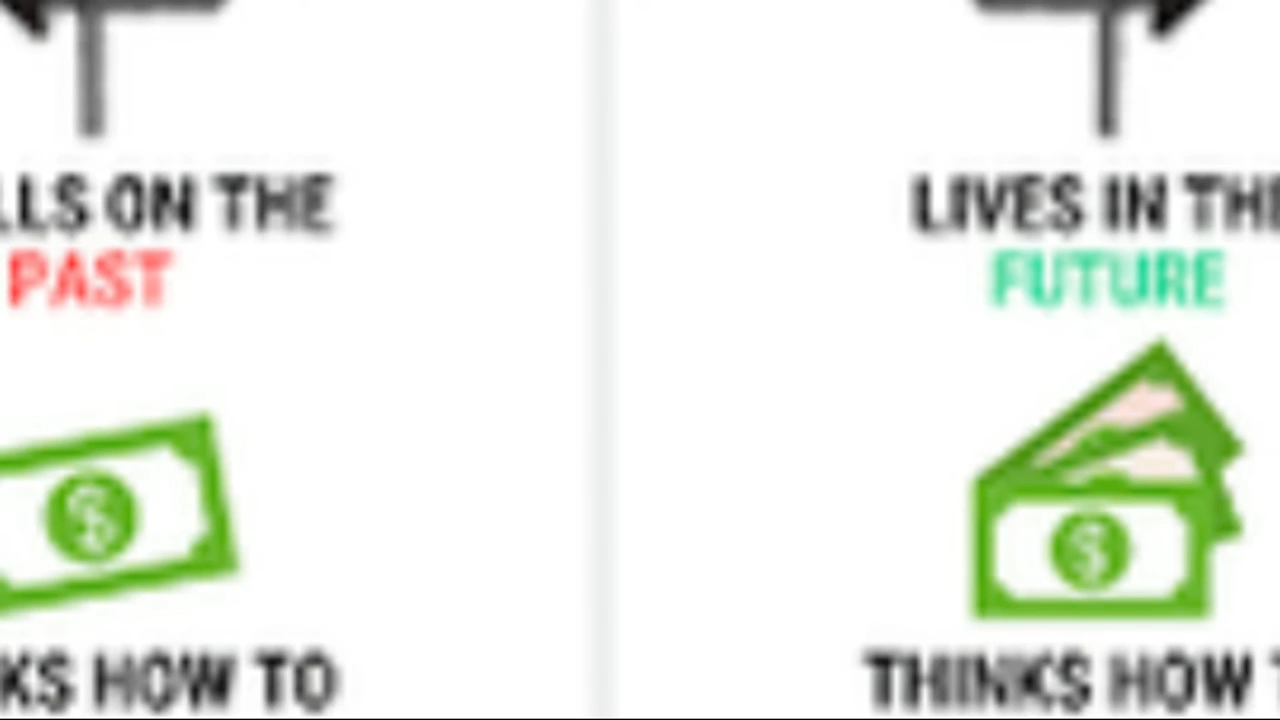 LLS ON THE
PAST
$
KS HOW TO
LIVES IN THE
FUTURE
$
THINKS HOW T